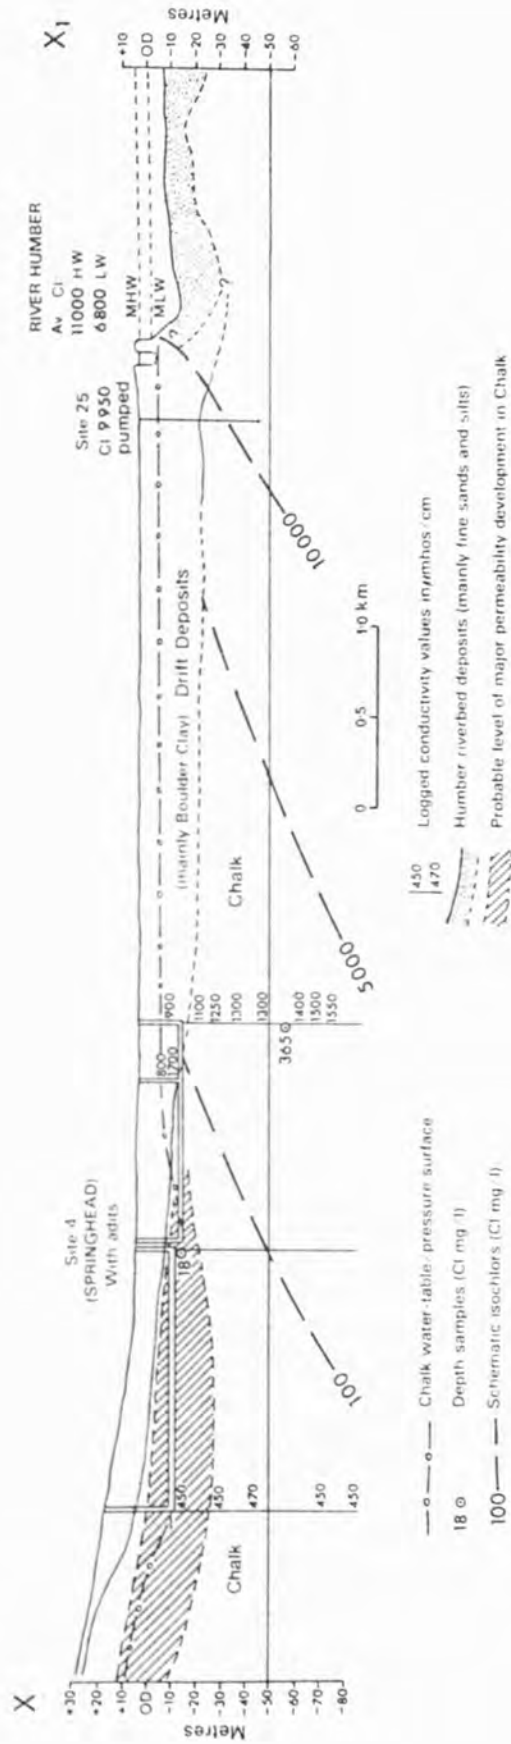 X
X₁
Metres
+30
+20
+10
OD
-10
-20
-30
-40
-50
-60
-70
-80
Site 4
(SPRINGHEAD)
With adits
Chalk
450
450
470
450
450
18
800
1700
900
1100
1250
1300
1300
1400
1500
1550
365
(mainly Boulder Clay) Drift Deposits
Chalk
100
5000
10000
Site 25
Cl 9950
pumped
RIVER HUMBER
Av. Cl
11000 HW
6800 LW
MHW
MLW
?
?
Metres
+10
OD
-10
-20
-30
-40
-50
-60
0 0.5 1.0 km
Chalk water-table/pressure surface
18 Depth samples (Cl mg/l)
100 Schematic isochlors (Cl mg/l)
450
470
Logged conductivity values in µmhos/cm
Humber riverbed deposits (mainly fine sands and silts)
Probable level of major permeability development in Chalk